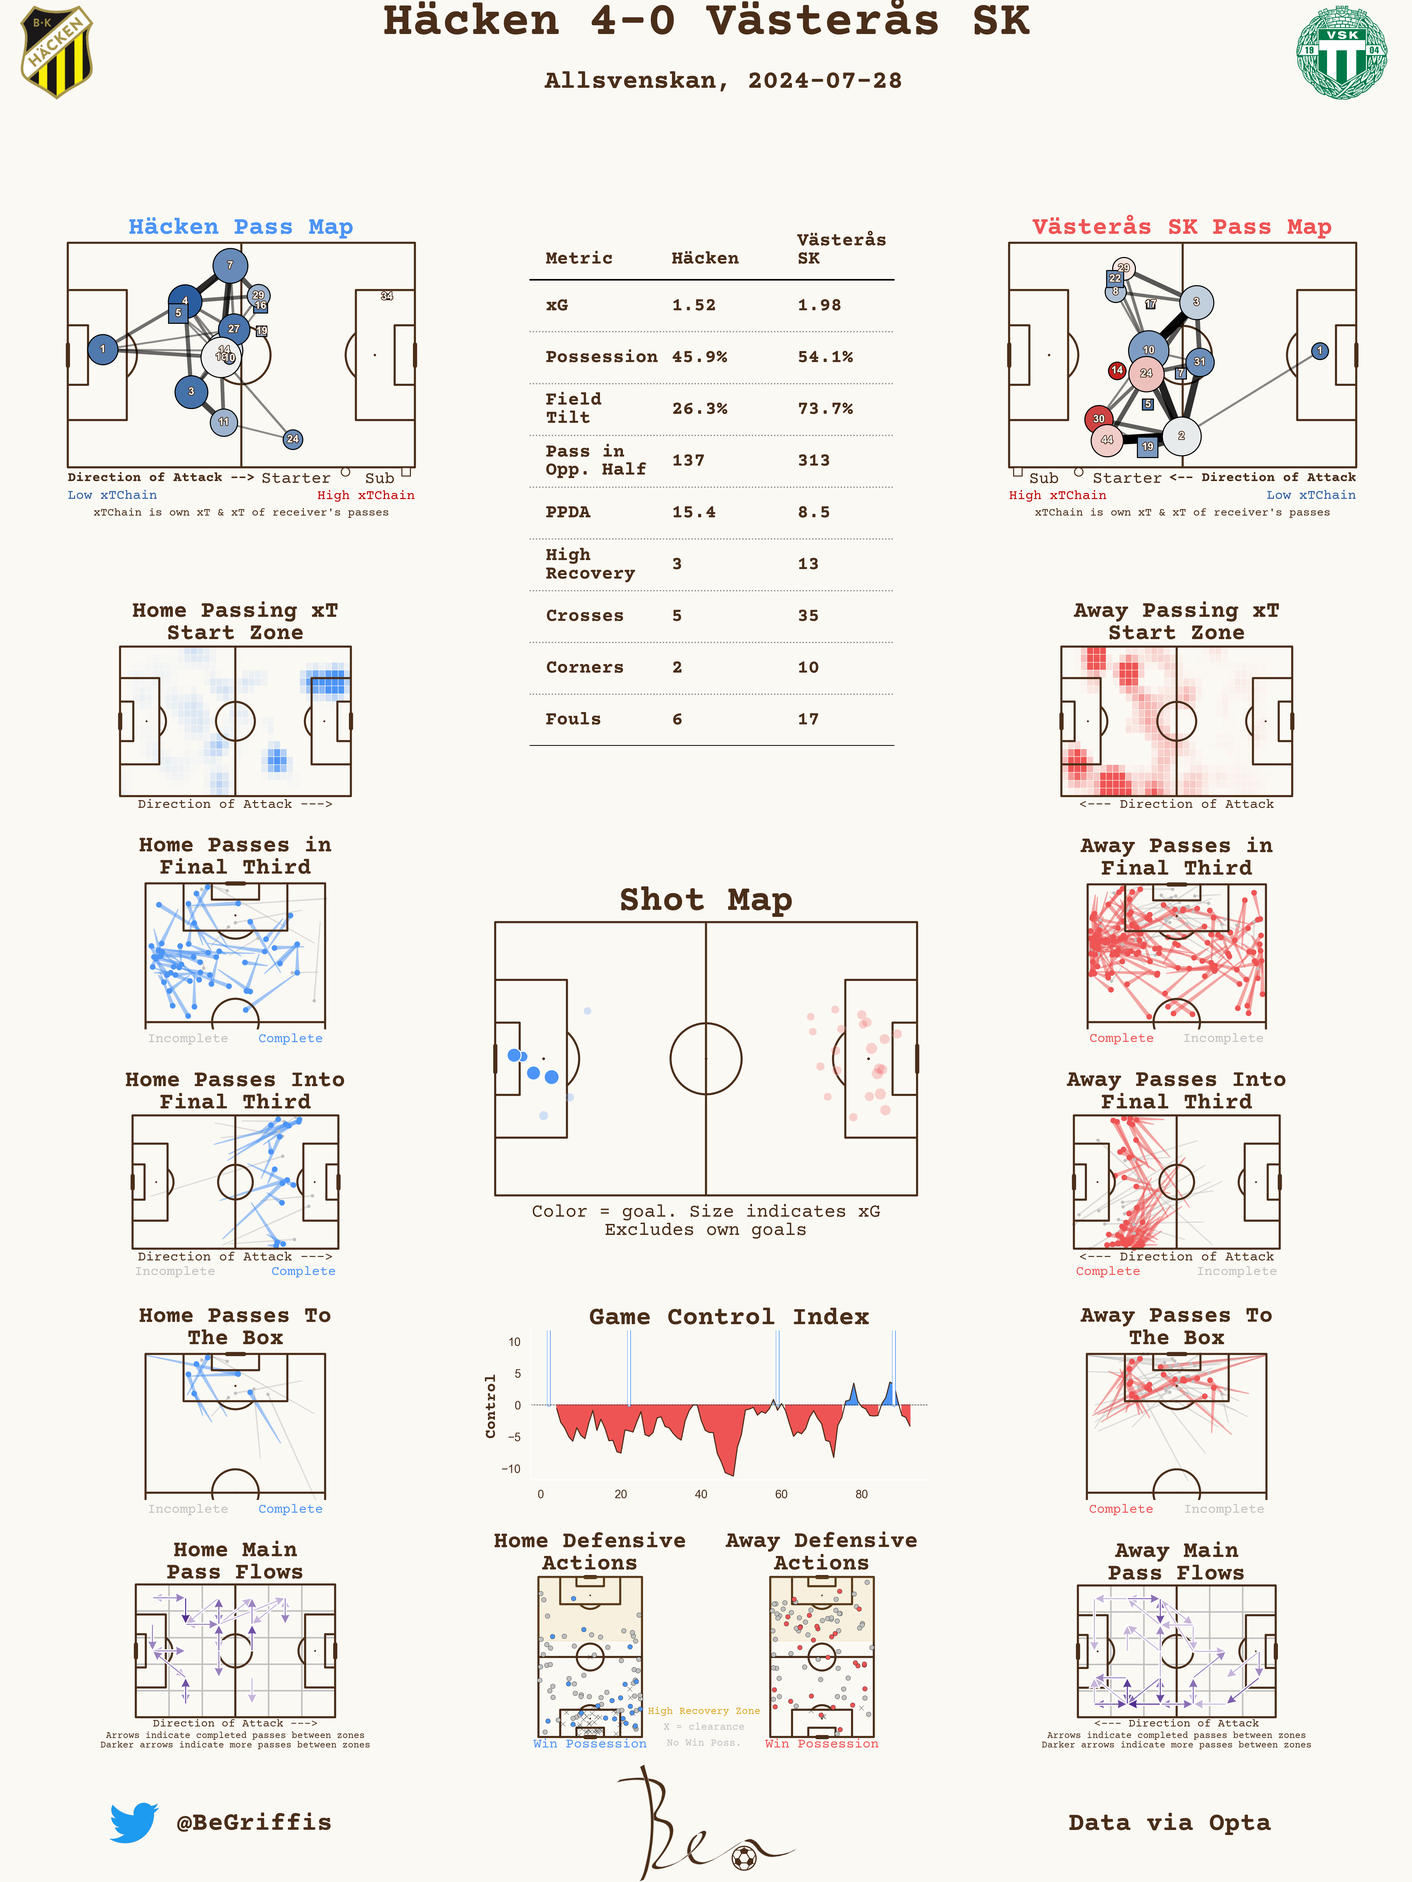 Häcken 4-0 Västerås SK
Allsvenskan, 2024-07-28
B·K
HÄCKEN
VSK
19 04
Häcken Pass Map
7
4
5
29
16
34
27
19
1
14
10
3
11
24
Direction of Attack --> Starter Sub
Low xTChain High xTChain
xTChain is own xT & xT of receiver's passes
Metric Häcken Västerås
SK
xG 1.52 1.98
Possession 45.9% 54.1%
Field
Tilt 26.3% 73.7%
Pass in
Opp. Half 137 313
PPDA 15.4 8.5
High
Recovery 3 13
Crosses 5 35
Corners 2 10
Fouls 6 17
Västerås SK Pass Map
29
22
8
17
3
10
31
1
14
24
7
5
30
44
19
2
Sub Starter <-- Direction of Attack
High xTChain Low xTChain
xTChain is own xT & xT of receiver's passes
Home Passing xT
Start Zone
Direction of Attack --->
Away Passing xT
Start Zone
<--- Direction of Attack
Home Passes in
Final Third
Incomplete Complete
Away Passes in
Final Third
Complete Incomplete
Shot Map
Color = goal. Size indicates xG
Excludes own goals
Home Passes Into
Final Third
Direction of Attack --->
Incomplete Complete
Away Passes Into
Final Third
<--- Direction of Attack
Complete Incomplete
Home Passes To
The Box
Incomplete Complete
Game Control Index
Control
10
5
0
−5
−10
0 20 40 60 80
Away Passes To
The Box
Complete Incomplete
Home Main
Pass Flows
Direction of Attack --->
Arrows indicate completed passes between zones
Darker arrows indicate more passes between zones
Home Defensive
Actions
Win Possession
High Recovery Zone
X = clearance
No Win Poss.
Away Defensive
Actions
Win Possession
Away Main
Pass Flows
<--- Direction of Attack
Arrows indicate completed passes between zones
Darker arrows indicate more passes between zones
@BeGriffis
Ben
Data via Opta